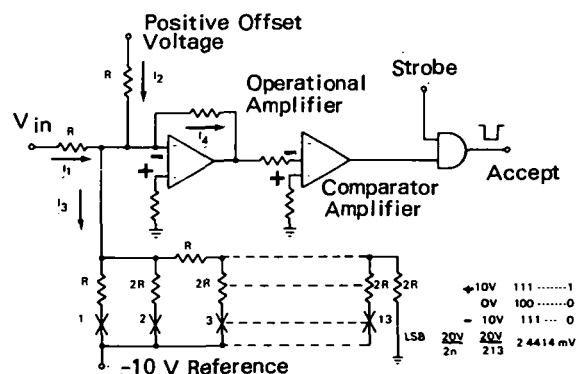 Positive Offset
Voltage
R
I2
Operational
Amplifier
Strobe
Vin
R
I1
I4
−
+
−
+
Comparator
Amplifier
Accept
I3
R
R
2R
2R
2R
2R
1
2
3
13
LSB
-10 V Reference
+10V 111 -------1
0V 100 ------0
- 10V 111 --- 0
20V 20V 2 4414 mV
2n 213